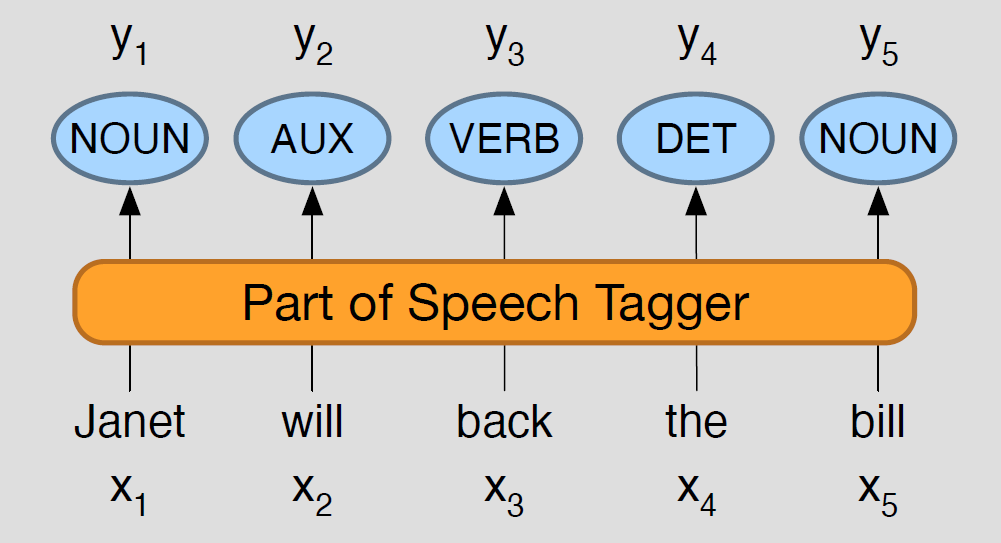 y1 y2 y3 y4 y5
NOUN AUX VERB DET NOUN
Part of Speech Tagger
Janet will back the bill
x1 x2 x3 x4 x5